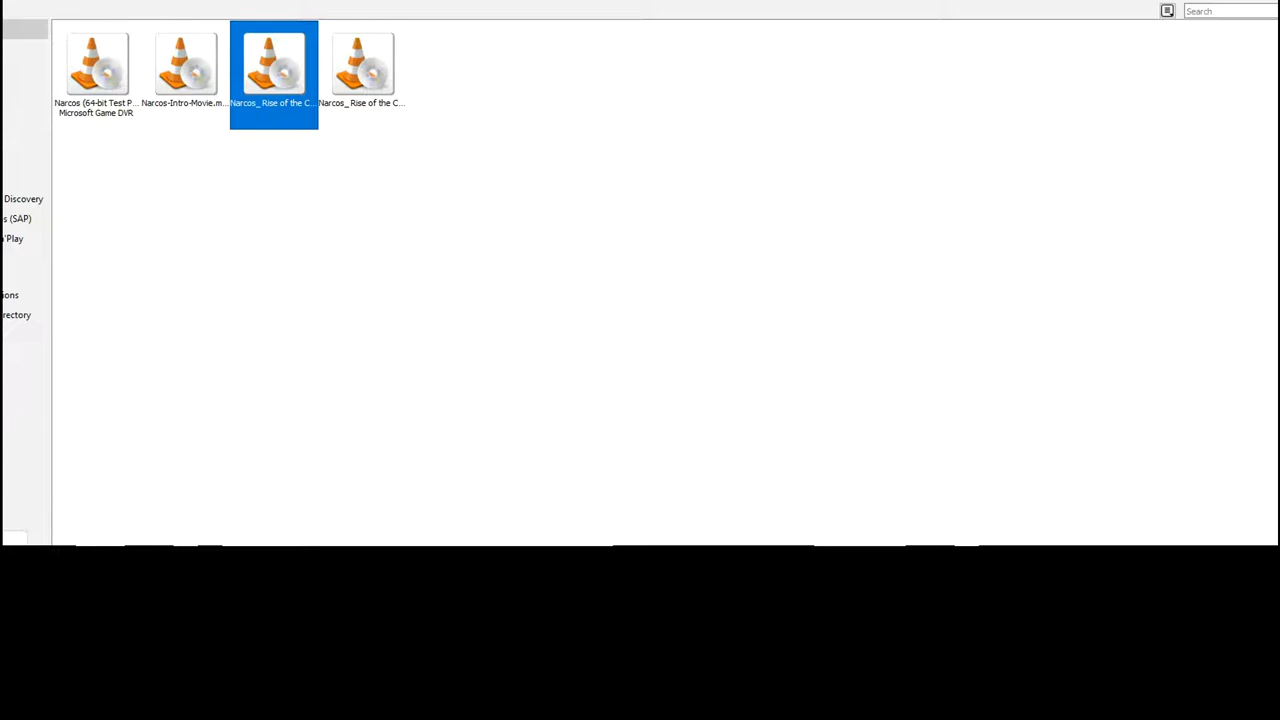 Search
Narcos (64-bit Test P...
Microsoft Game DVR
Narcos-Intro-Movie.m...
Narcos_ Rise of the C...
Narcos_ Rise of the C...
Discovery
s (SAP)
n'Play
ions
rectory